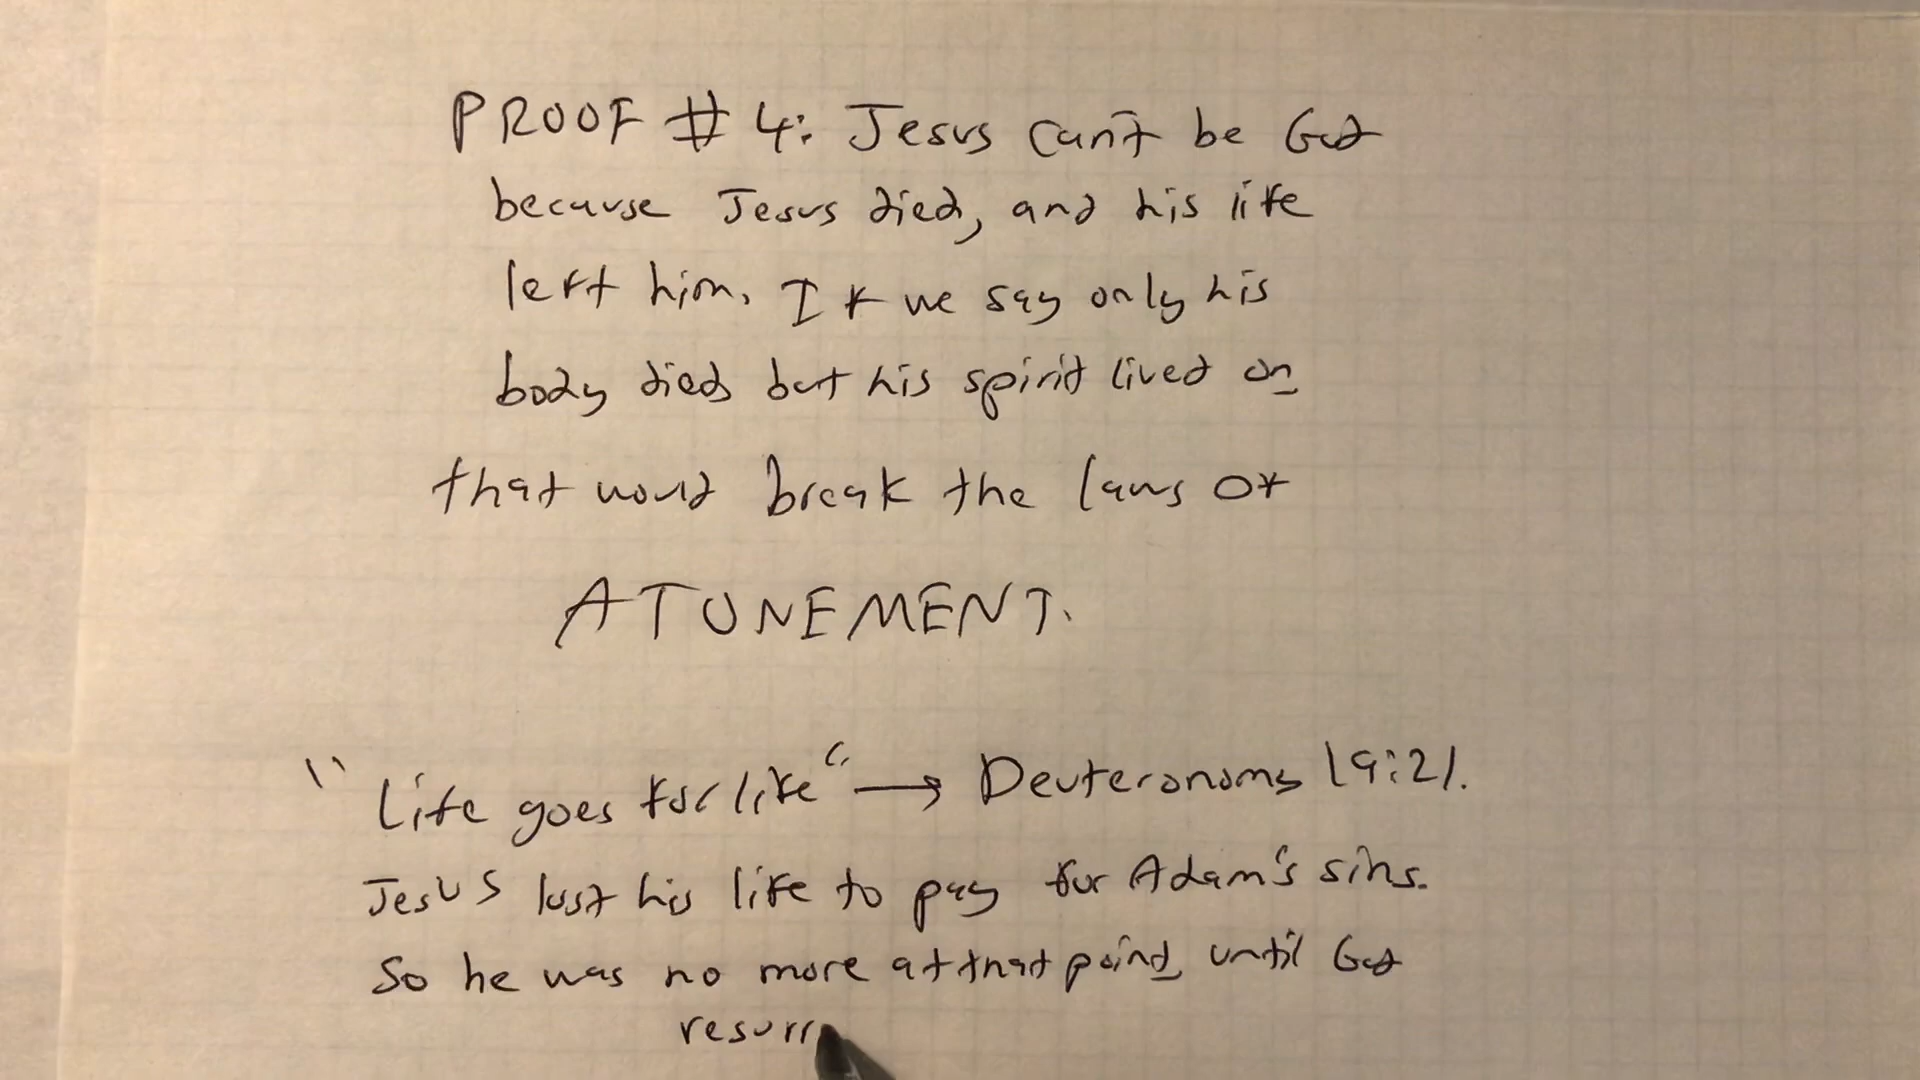 PROOF # 4: Jesus can't be God
because Jesus died, and his life
left him. If we say only his
body died but his spirit lived on
that would break the laws of
ATONEMENT.
"Life goes for life" → Deuteronomy 19:21.
Jesus lost his life to pay for Adam's sins.
So he was no more at that point, until God
resurr